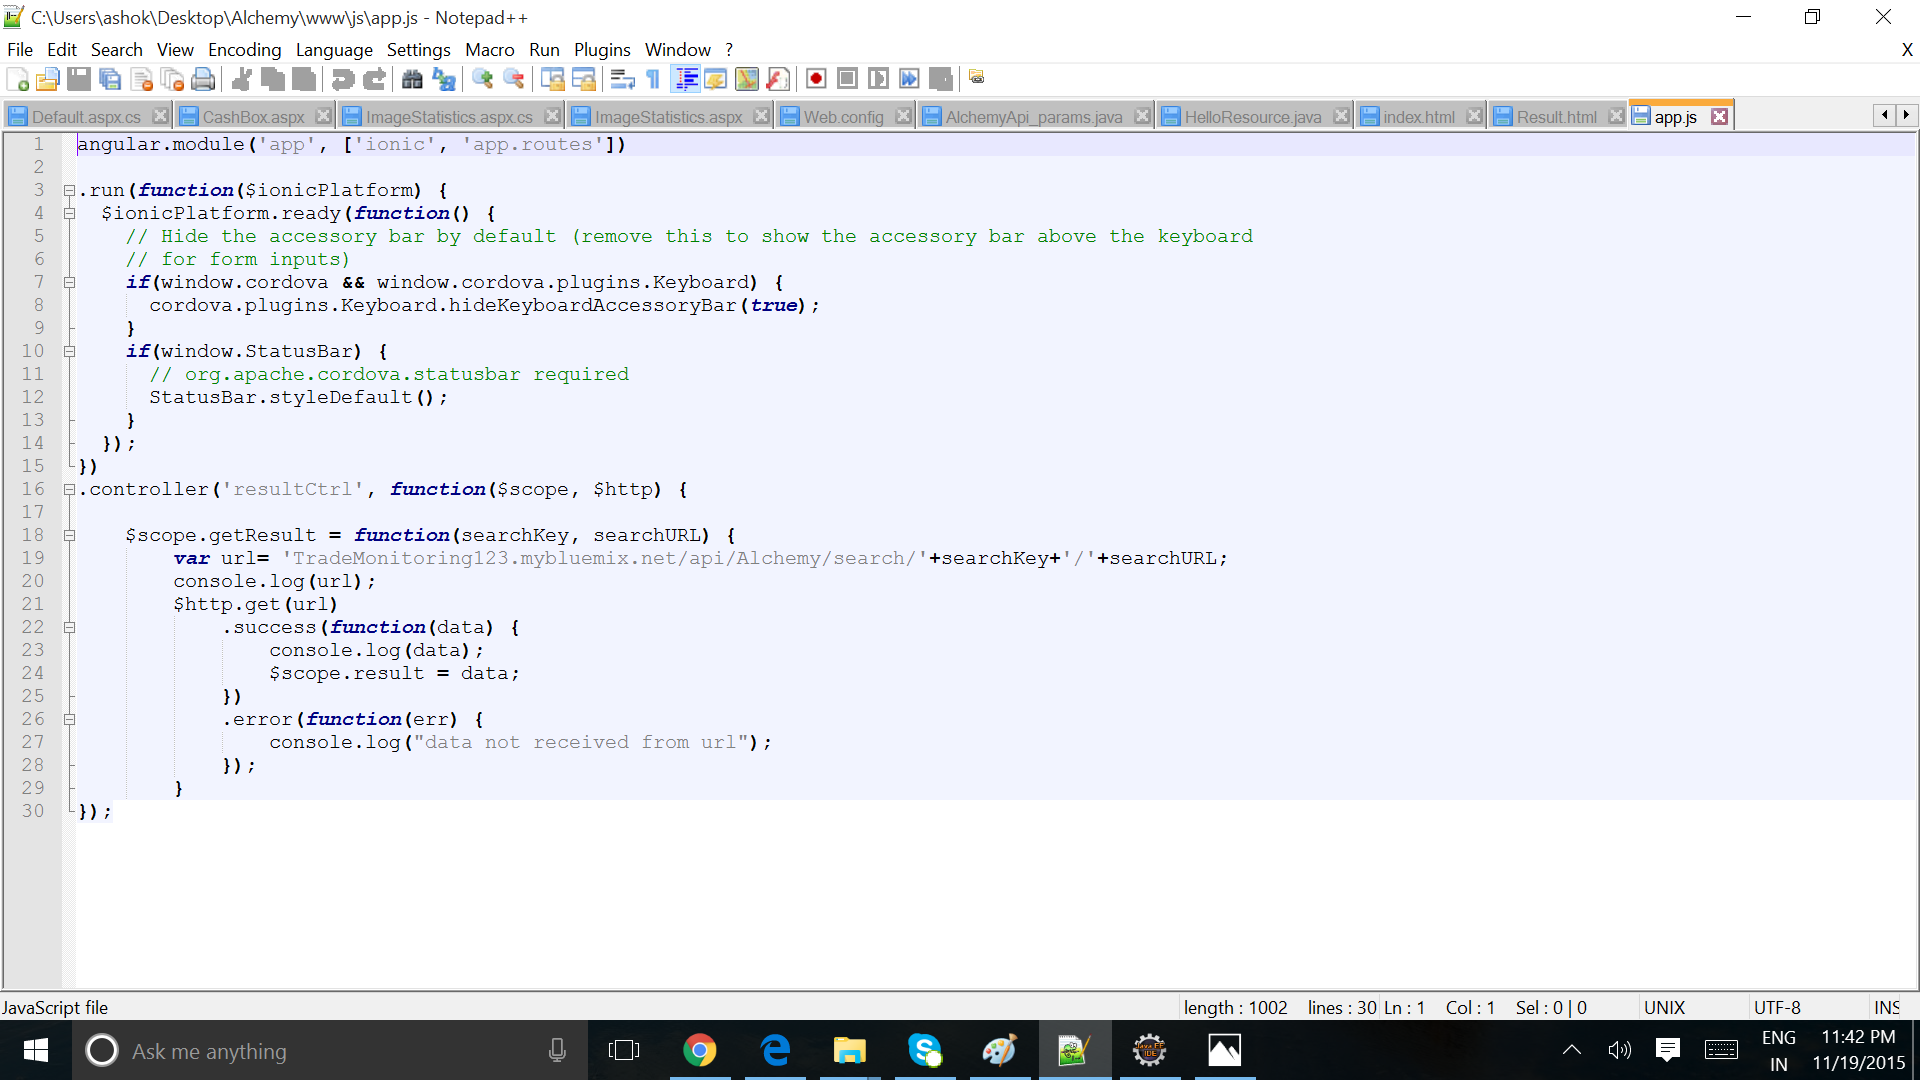 C:\Users\ashok\Desktop\Alchemy\www\js\app.js - Notepad++
File Edit Search View Encoding Language Settings Macro Run Plugins Window ? X
Default.aspx.cs CashBox.aspx ImageStatistics.aspx.cs ImageStatistics.aspx Web.config AlchemyApi_params.java HelloResource.java index.html Result.html app.js
1 angular.module('app', ['ionic', 'app.routes'])
2
3 .run(function($ionicPlatform) {
4   $ionicPlatform.ready(function() {
5     // Hide the accessory bar by default (remove this to show the accessory bar above the keyboard
6     // for form inputs)
7     if(window.cordova && window.cordova.plugins.Keyboard) {
8       cordova.plugins.Keyboard.hideKeyboardAccessoryBar(true);
9     }
10     if(window.StatusBar) {
11       // org.apache.cordova.statusbar required
12       StatusBar.styleDefault();
13     }
14   });
15 })
16 .controller('resultCtrl', function($scope, $http) {
17
18     $scope.getResult = function(searchKey, searchURL) {
19         var url= 'TradeMonitoring123.mybluemix.net/api/Alchemy/search/'+searchKey+'/'+searchURL;
20         console.log(url);
21         $http.get(url)
22             .success(function(data) {
23                 console.log(data);
24                 $scope.result = data;
25             })
26             .error(function(err) {
27                 console.log("data not received from url");
28             });
29         }
30 });
JavaScript file length : 1002 lines : 30 Ln : 1 Col : 1 Sel : 0 | 0 UNIX UTF-8 INS
Ask me anything
Java EE IDE
ENG IN
11:42 PM
11/19/2015